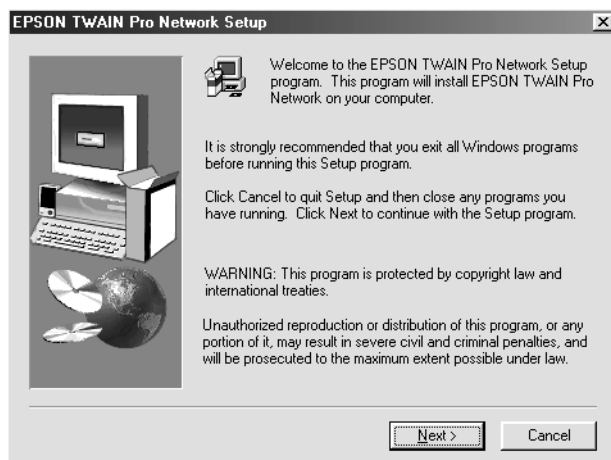 EPSON TWAIN Pro Network Setup
Welcome to the EPSON TWAIN Pro Network Setup
program. This program will install EPSON TWAIN Pro
Network on your computer.
It is strongly recommended that you exit all Windows programs
before running this Setup program.
Click Cancel to quit Setup and then close any programs you
have running. Click Next to continue with the Setup program.
WARNING: This program is protected by copyright law and
international treaties.
Unauthorized reproduction or distribution of this program, or any
portion of it, may result in severe civil and criminal penalties, and
will be prosecuted to the maximum extent possible under law.
Next >
Cancel